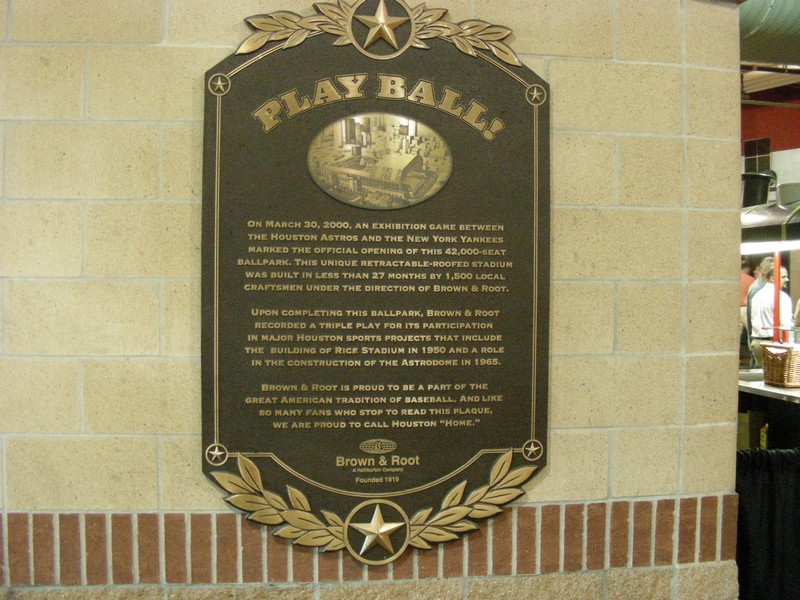 PLAY BALL!
ON MARCH 30, 2000, AN EXHIBITION GAME BETWEEN
THE HOUSTON ASTROS AND THE NEW YORK YANKEES
MARKED THE OFFICIAL OPENING OF THIS 42,000-SEAT
BALLPARK. THIS UNIQUE RETRACTABLE-ROOFED STADIUM
WAS BUILT IN LESS THAN 27 MONTHS BY 1,500 LOCAL
CRAFTSMEN UNDER THE DIRECTION OF BROWN & ROOT.
UPON COMPLETING THIS BALLPARK, BROWN & ROOT
RECORDED A TRIPLE PLAY FOR ITS PARTICIPATION
IN MAJOR HOUSTON SPORTS PROJECTS THAT INCLUDE
THE BUILDING OF RICE STADIUM IN 1950 AND A ROLE
IN THE CONSTRUCTION OF THE ASTRODOME IN 1965.
BROWN & ROOT IS PROUD TO BE A PART OF THE
GREAT AMERICAN TRADITION OF BASEBALL. AND LIKE
SO MANY FANS WHO STOP TO READ THIS PLAQUE,
WE ARE PROUD TO CALL HOUSTON "HOME."
Brown & Root
A Halliburton Company
Founded 1919